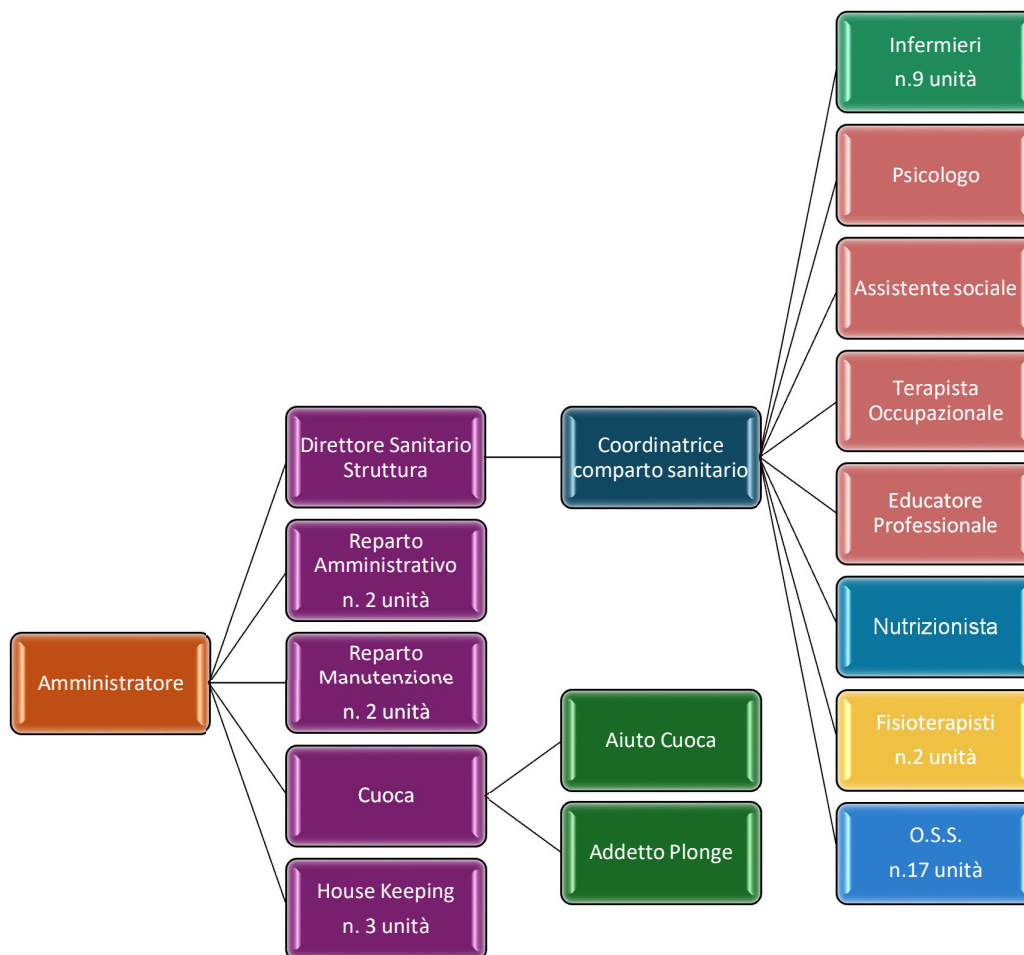 Amministratore
Direttore Sanitario
Struttura
Reparto
Amministrativo
n. 2 unità
Reparto
Manutenzione
n. 2 unità
Cuoca
House Keeping
n. 3 unità
Coordinatrice
comparto sanitario
Aiuto Cuoca
Addetto Plonge
Infermieri
n.9 unità
Psicologo
Assistente sociale
Terapista
Occupazionale
Educatore
Professionale
Nutrizionista
Fisioterapisti
n.2 unità
O.S.S.
n.17 unità